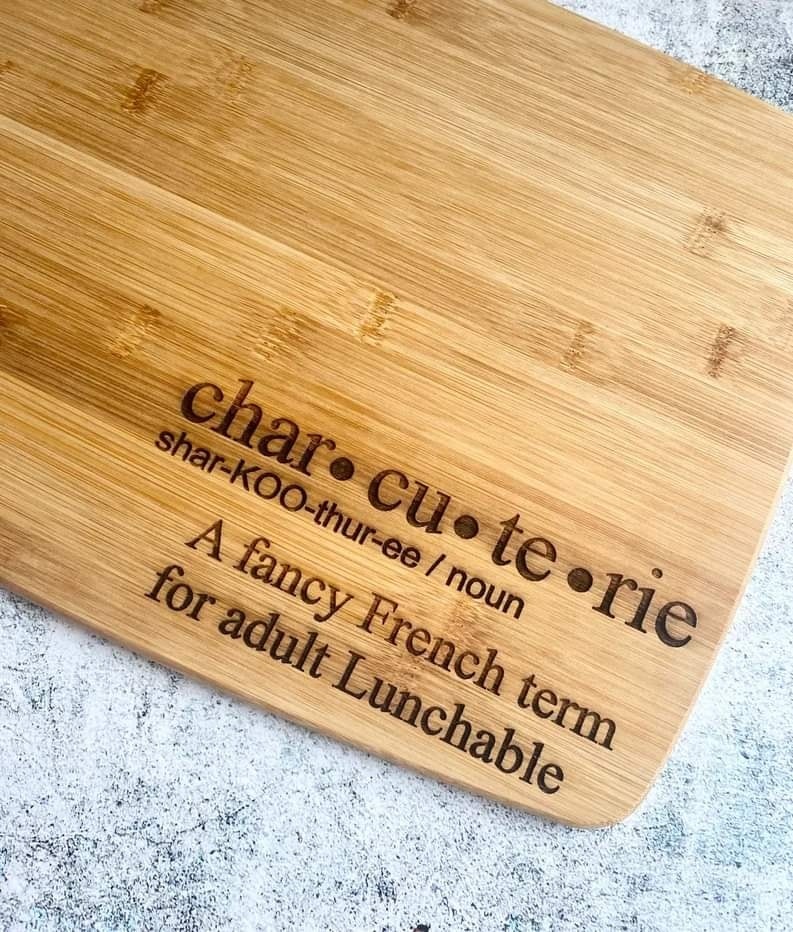 char•cu•te•rie
shar-KOO-thur-ee / noun
A fancy French term
for adult Lunchable